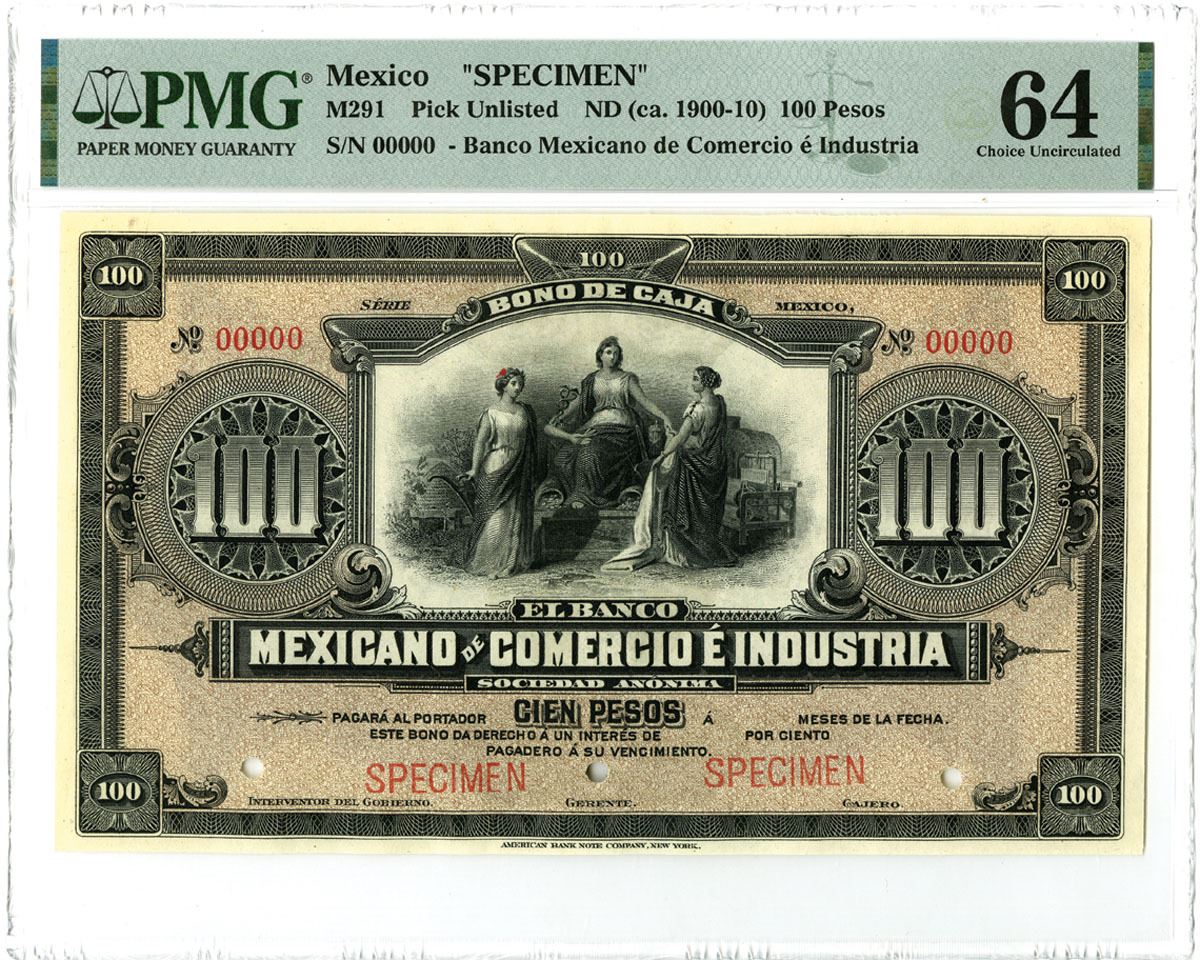 PMG®
PAPER MONEY GUARANTY
Mexico "SPECIMEN"
M291 Pick Unlisted ND (ca. 1900-10) 100 Pesos
S/N 00000 - Banco Mexicano de Comercio é Industria
64
Choice Uncirculated
100
100
100
BONO DE CAJA
SÉRIE
MEXICO,
Nº 00000
Nº 00000
100
100
EL BANCO
MEXICANO DE COMERCIO É INDUSTRIA
SOCIEDAD ANÓNIMA
PAGARÁ AL PORTADOR CIEN PESOS Á MESES DE LA FECHA.
ESTE BONO DA DERECHO Á UN INTERÉS DE POR CIENTO
PAGADERO Á SU VENCIMIENTO.
SPECIMEN
SPECIMEN
100
100
INTERVENTOR DEL GOBIERNO.
GERENTE.
CAJERO.
AMERICAN BANK NOTE COMPANY, NEW YORK.